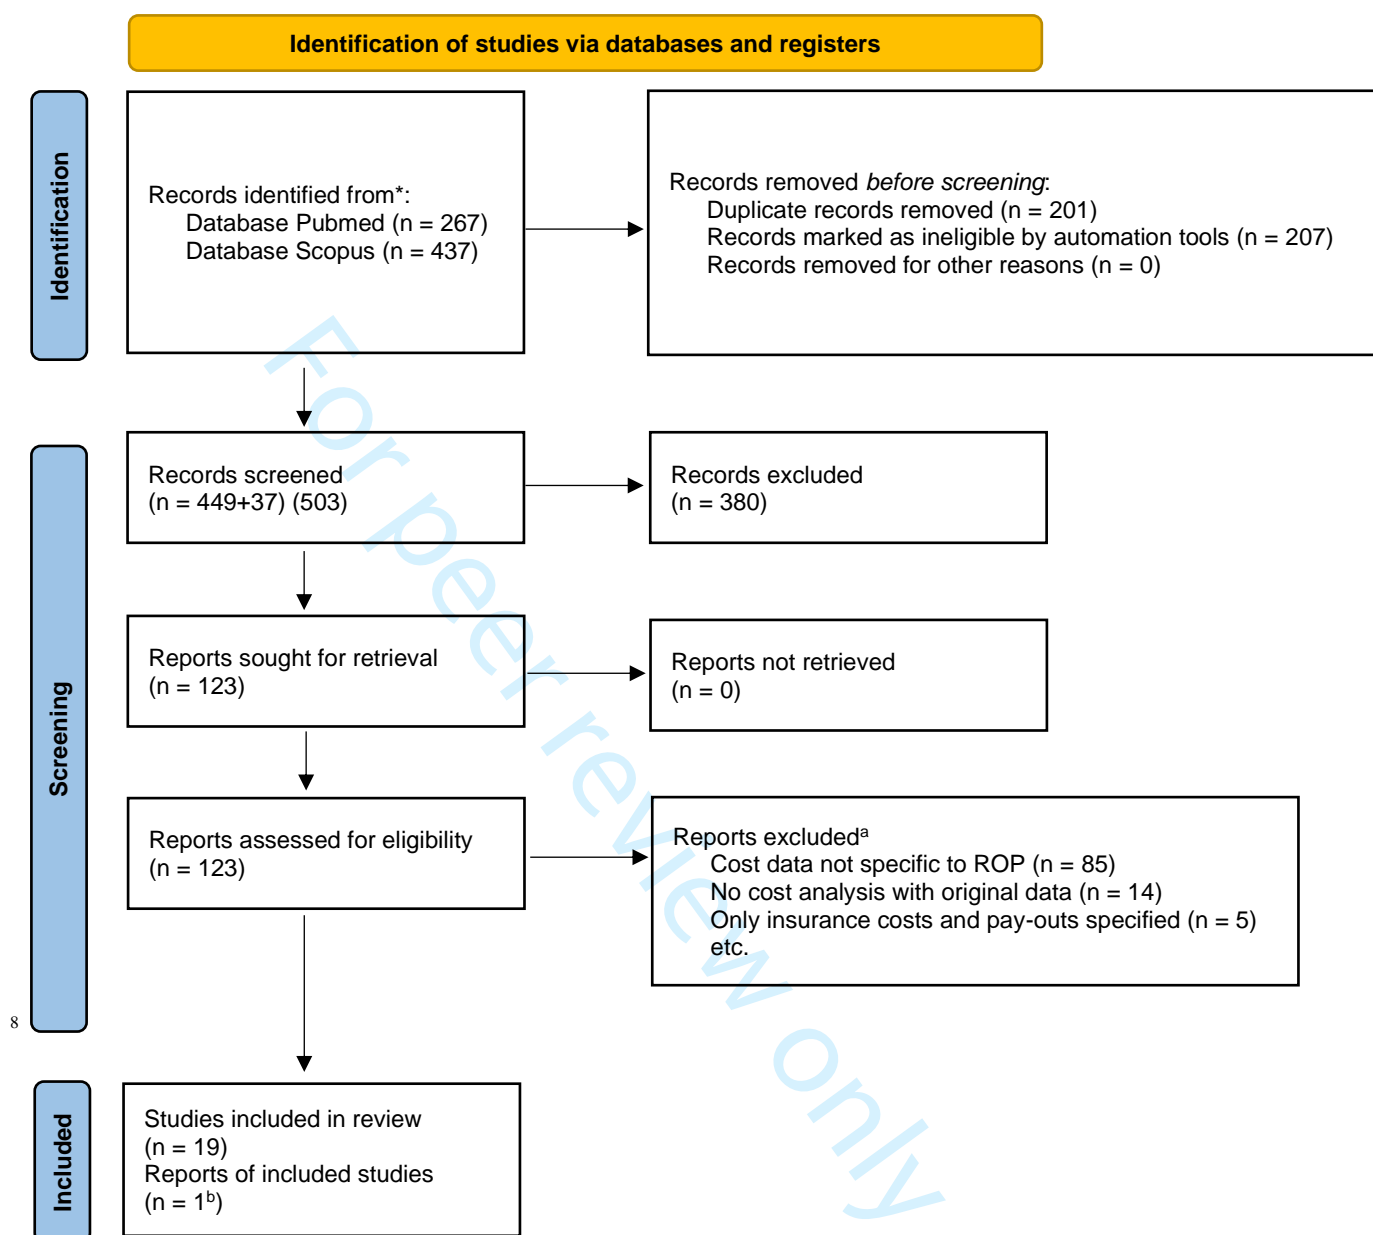 Identification of studies via databases and registers
Identification
Records identified from*:
Database Pubmed (n = 267)
Database Scopus (n = 437)
Records removed before screening:
Duplicate records removed (n = 201)
Records marked as ineligible by automation tools (n = 207)
Records removed for other reasons (n = 0)
Screening
Records screened
(n = 449+37) (503)
Records excluded
(n = 380)
Reports sought for retrieval
(n = 123)
Reports not retrieved
(n = 0)
Reports assessed for eligibility
(n = 123)
Reports excludedᵃ
Cost data not specific to ROP (n = 85)
No cost analysis with original data (n = 14)
Only insurance costs and pay-outs specified (n = 5)
etc.
8
Included
Studies included in review
(n = 19)
Reports of included studies
(n = 1ᵇ)
For peer review only